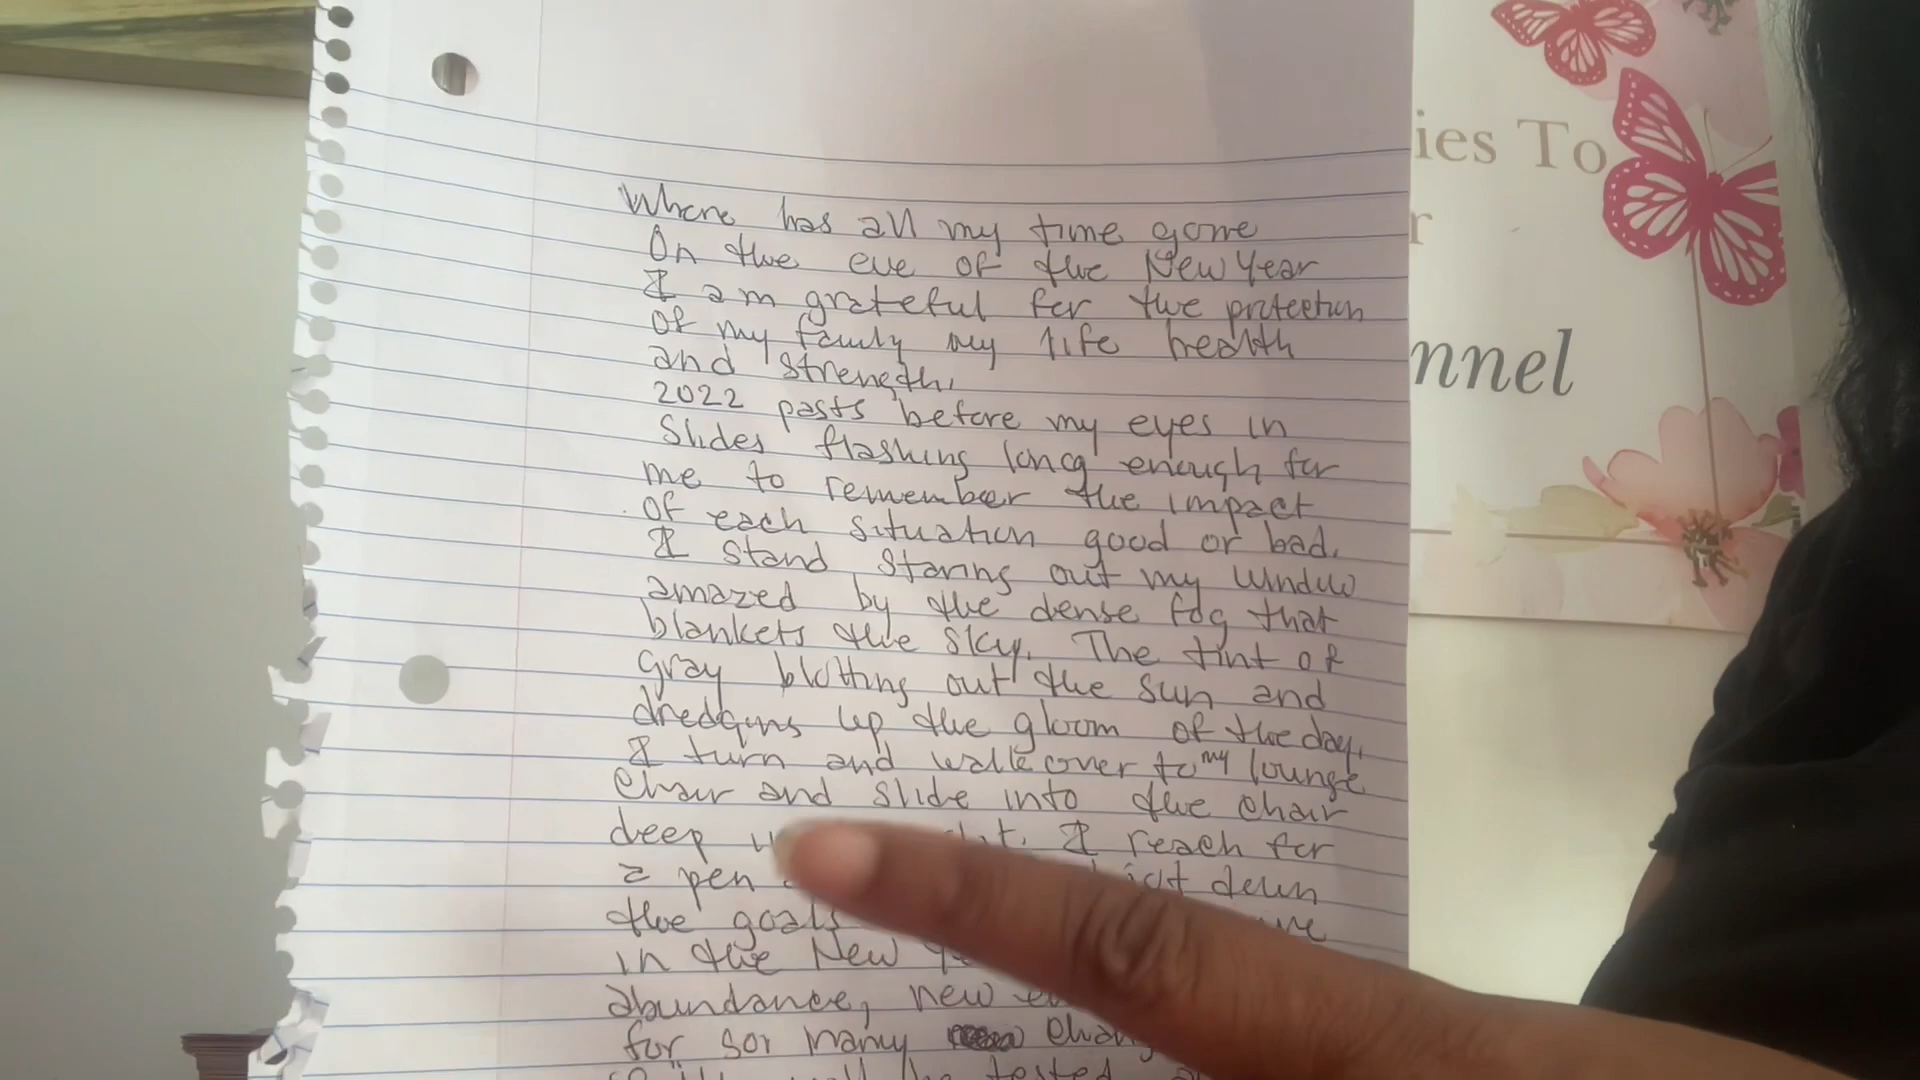 Where has all my time gone
On the eve of the New Year
I am grateful for the protection
of my family my life health
and strength.
2022 pasts before my eyes in
Slides flashing long enough for
me to remember the impact
of each situation good or bad.
I stand staring out my window
amazed by the dense fog that
blankets the sky. The tint of
gray blotting out the sun and
dredging up the gloom of the day.
I turn and walk over to my lounge
Chair and slide into the chair
deep I reach for
a pen jot down
the goals
in the New
abundance, new
for sor many
be tested
ies To
r
nnel